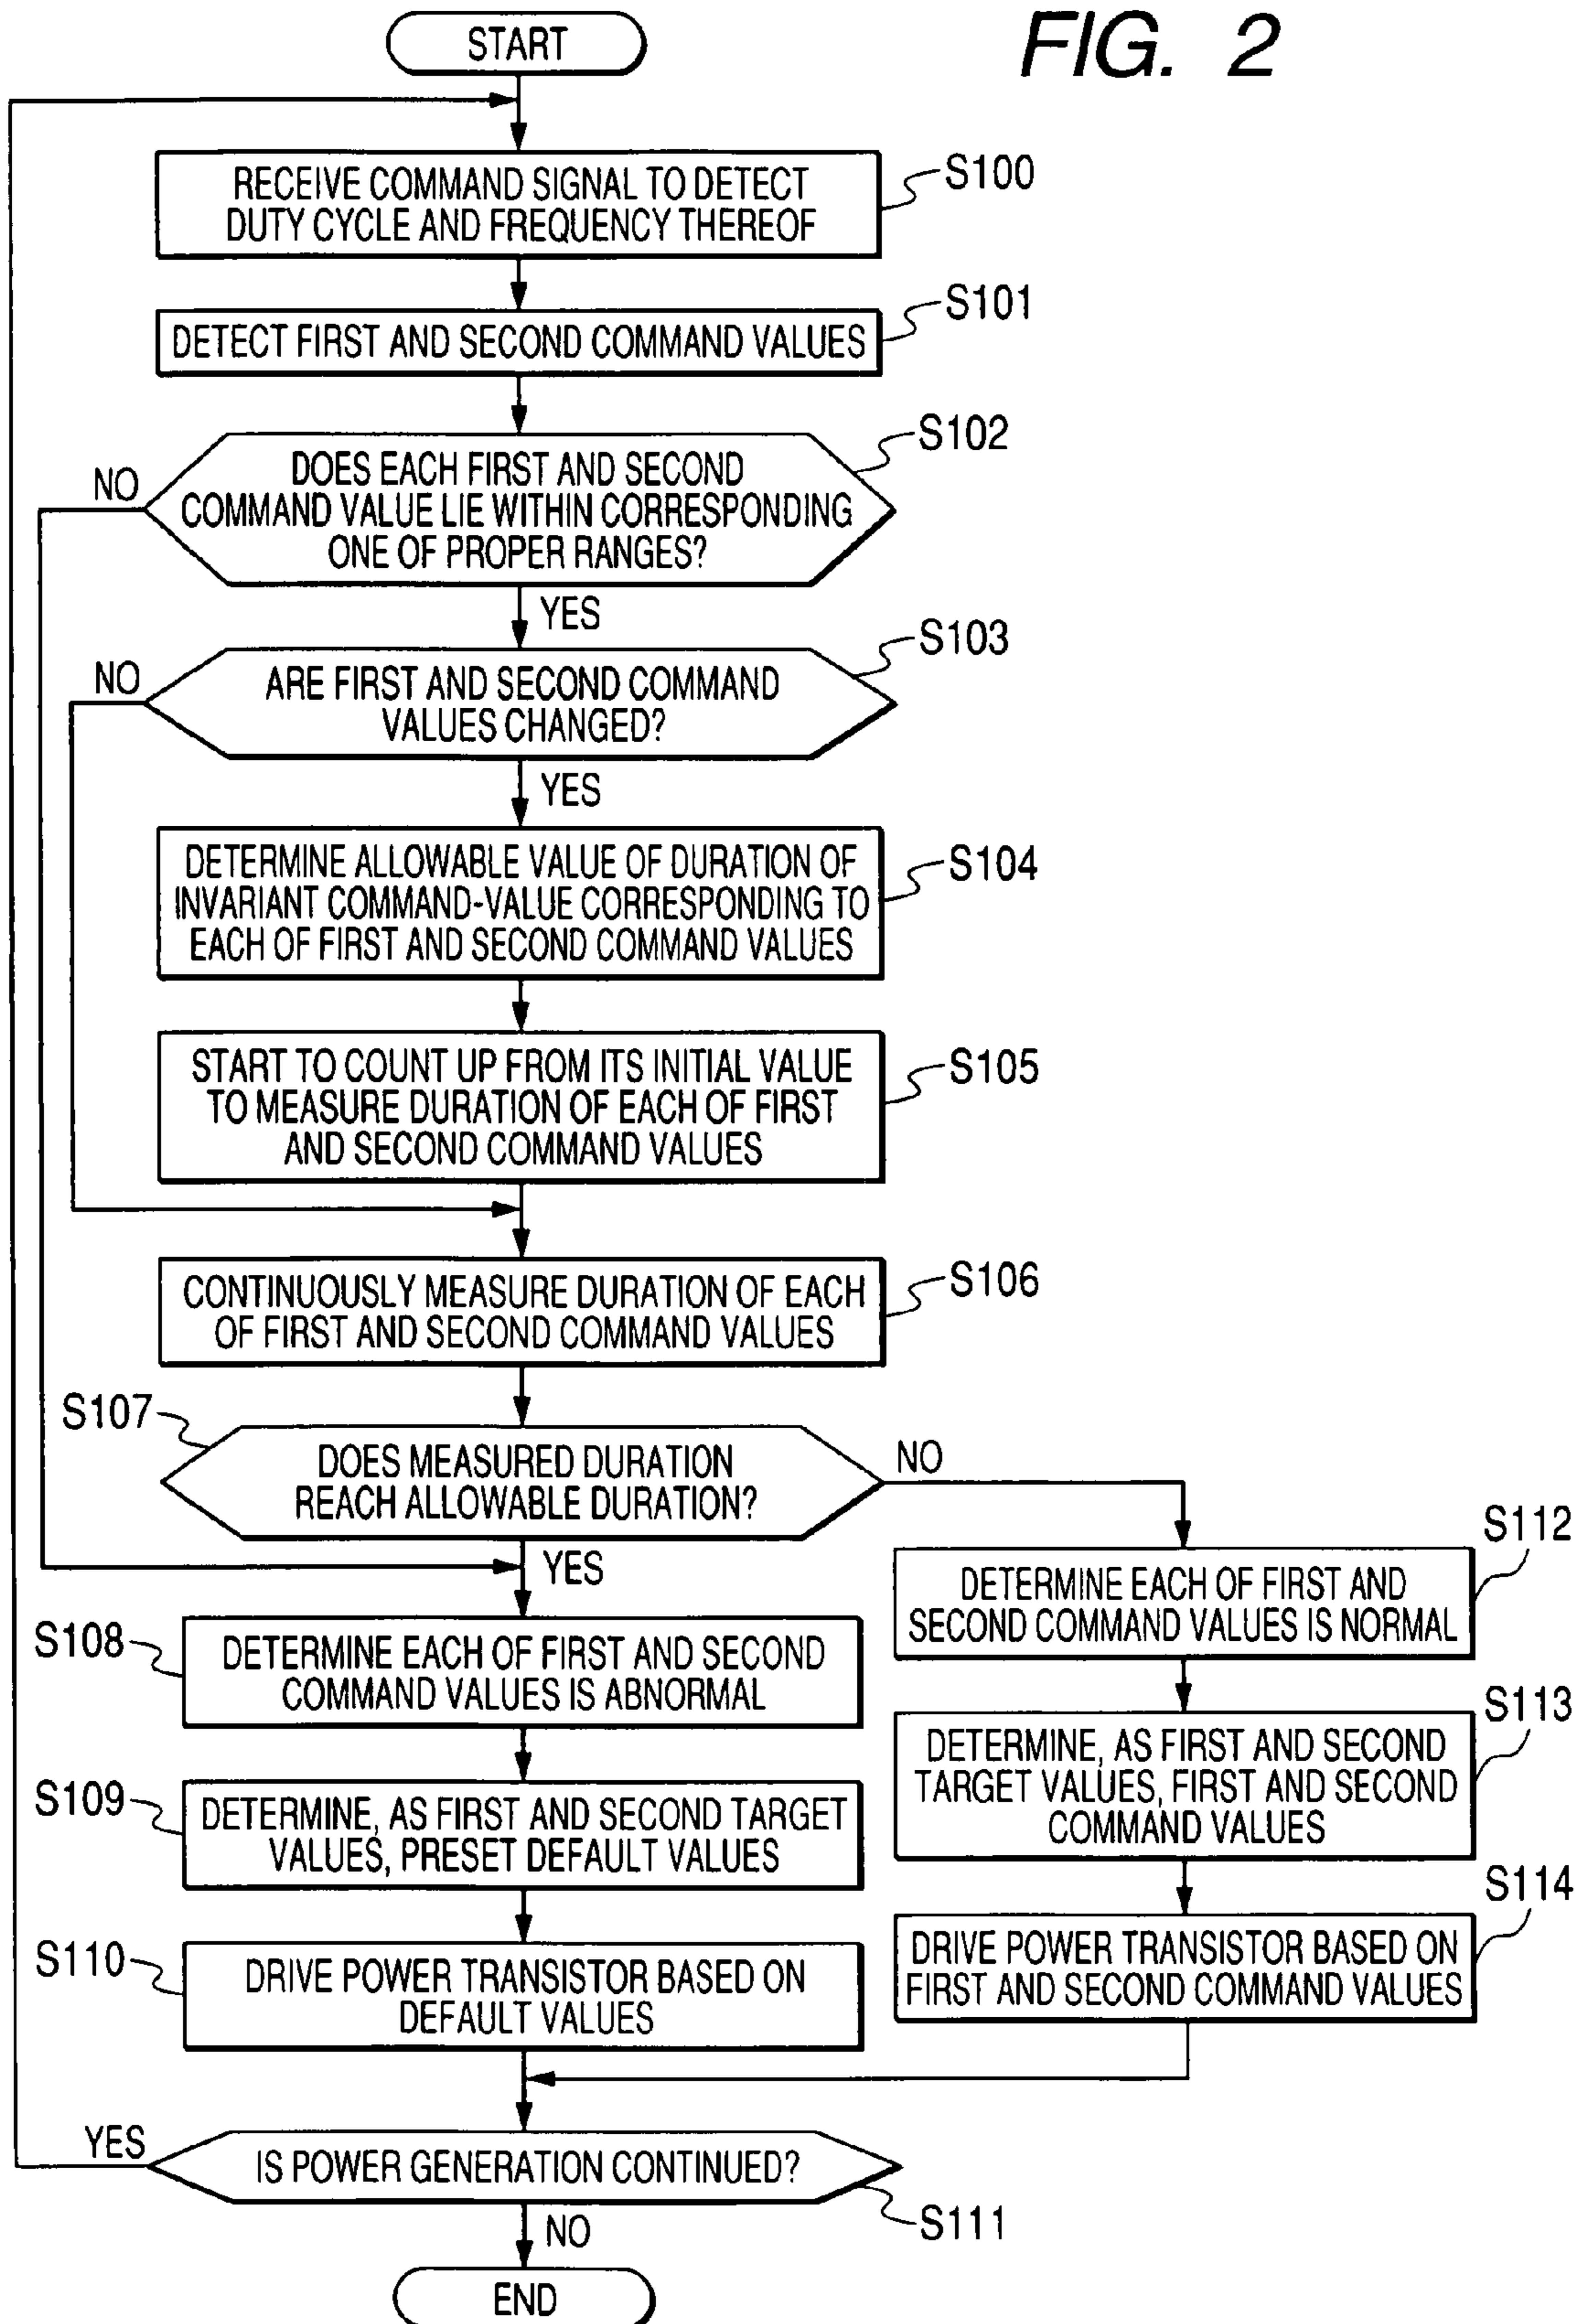 FIG. 2
START
RECEIVE COMMAND SIGNAL TO DETECT
DUTY CYCLE AND FREQUENCY THEREOF
S100
DETECT FIRST AND SECOND COMMAND VALUES
S101
DOES EACH FIRST AND SECOND
COMMAND VALUE LIE WITHIN CORRESPONDING
ONE OF PROPER RANGES?
S102
NO
YES
ARE FIRST AND SECOND COMMAND
VALUES CHANGED?
S103
NO
YES
DETERMINE ALLOWABLE VALUE OF DURATION OF
INVARIANT COMMAND-VALUE CORRESPONDING TO
EACH OF FIRST AND SECOND COMMAND VALUES
S104
START TO COUNT UP FROM ITS INITIAL VALUE
TO MEASURE DURATION OF EACH OF FIRST
AND SECOND COMMAND VALUES
S105
CONTINUOUSLY MEASURE DURATION OF EACH
OF FIRST AND SECOND COMMAND VALUES
S106
S107
DOES MEASURED DURATION
REACH ALLOWABLE DURATION?
NO
YES
S108
DETERMINE EACH OF FIRST AND SECOND
COMMAND VALUES IS ABNORMAL
S109
DETERMINE, AS FIRST AND SECOND TARGET
VALUES, PRESET DEFAULT VALUES
S110
DRIVE POWER TRANSISTOR BASED ON
DEFAULT VALUES
S112
DETERMINE EACH OF FIRST AND
SECOND COMMAND VALUES IS NORMAL
S113
DETERMINE, AS FIRST AND SECOND
TARGET VALUES, FIRST AND SECOND
COMMAND VALUES
S114
DRIVE POWER TRANSISTOR BASED ON
FIRST AND SECOND COMMAND VALUES
YES
IS POWER GENERATION CONTINUED?
S111
NO
END